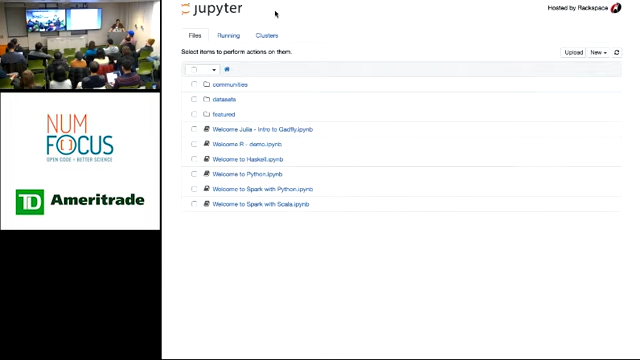 jupyter
Hosted by Rackspace
Files Running Clusters
Select items to perform actions on them.
Upload New
communities
datasets
featured
Welcome Julia - Intro to Gadfly.ipynb
Welcome R - demo.ipynb
Welcome to Haskell.ipynb
Welcome to Python.ipynb
Welcome to Spark with Python.ipynb
Welcome to Spark with Scala.ipynb
NUM
FOCUS
OPEN CODE = BETTER SCIENCE
TD Ameritrade